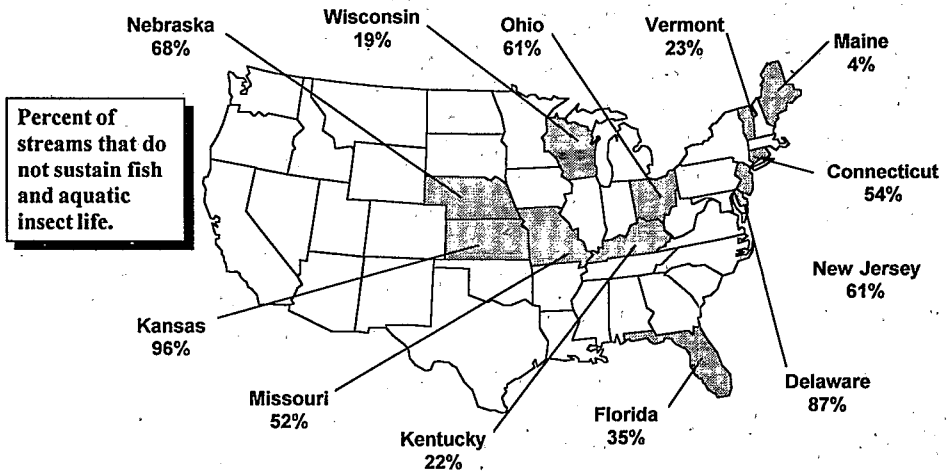 Nebraska
68%
Wisconsin
19%
Ohio
61%
Vermont
23%
Maine
4%
Percent of
streams that do
not sustain fish
and aquatic
insect life.
Connecticut
54%
New Jersey
61%
Kansas
96%
Missouri
52%
Kentucky
22%
Florida
35%
Delaware
87%